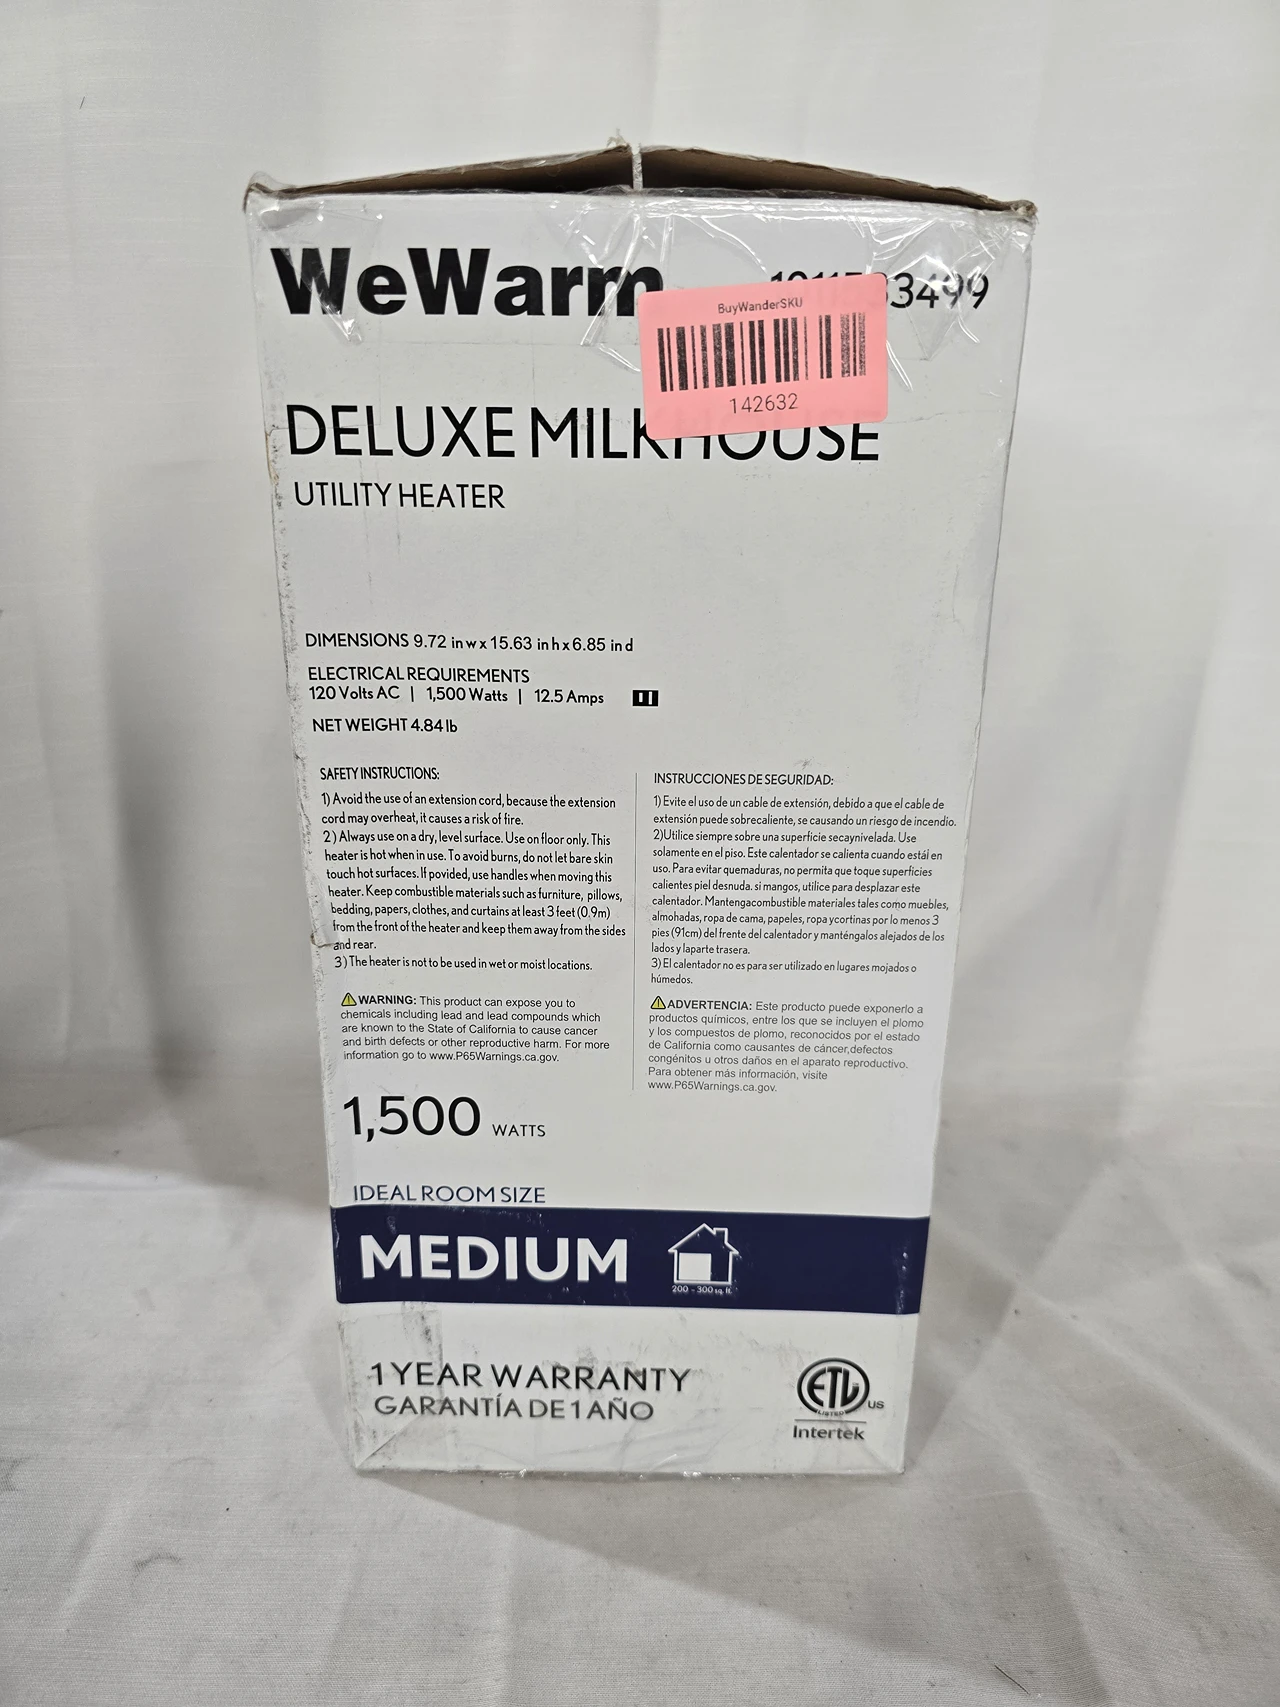 WeWarm
33499
BuyWanderSKU
142632
DELUXE MILKHOUSE
UTILITY HEATER
DIMENSIONS 9.72 in w x 15.63 in h x 6.85 in d
ELECTRICAL REQUIREMENTS
120 Volts AC | 1,500 Watts | 12.5 Amps
NET WEIGHT 4.84 lb
SAFETY INSTRUCTIONS:
1) Avoid the use of an extension cord, because the extension
cord may overheat, it causes a risk of fire.
2) Always use on a dry, level surface. Use on floor only. This
heater is hot when in use. To avoid burns, do not let bare skin
touch hot surfaces. If povided, use handles when moving this
heater. Keep combustible materials such as furniture, pillows,
bedding, papers, clothes, and curtains at least 3 feet (0.9m)
from the front of the heater and keep them away from the sides
and rear.
3) The heater is not to be used in wet or moist locations.
WARNING: This product can expose you to
chemicals including lead and lead compounds which
are known to the State of California to cause cancer
and birth defects or other reproductive harm. For more
information go to www.P65Warnings.ca.gov.
INSTRUCCIONES DE SEGURIDAD:
1) Evite el uso de un cable de extensión, debido a que el cable de
extensión puede sobrecaliente, se causando un riesgo de incendio.
2)Utilice siempre sobre una superficie secaynivelada. Use
solamente en el piso. Este calentador se calienta cuando estál en
uso. Para evitar quemaduras, no permita que toque superficies
calientes piel desnuda. si mangos, utilice para desplazar este
calentador. Mantengacombustible materiales tales como muebles,
almohadas, ropa de cama, papeles, ropa ycortinas por lo menos 3
pies (91cm) del frente del calentador y manténgalos alejados de los
lados y laparte trasera.
3) El calentador no es para ser utilizado en lugares mojados o
húmedos.
ADVERTENCIA: Este producto puede exponerlo a
productos químicos, entre los que se incluyen el plomo
y los compuestos de plomo, reconocidos por el estado
de California como causantes de cáncer,defectos
congénitos u otros daños en el aparato reproductivo.
Para obtener más información, visite
www.P65Warnings.ca.gov.
1,500 WATTS
IDEAL ROOM SIZE
MEDIUM
200 - 300 sq. ft.
1 YEAR WARRANTY
GARANTÍA DE 1 AÑO
ETL
LISTED
US
Intertek